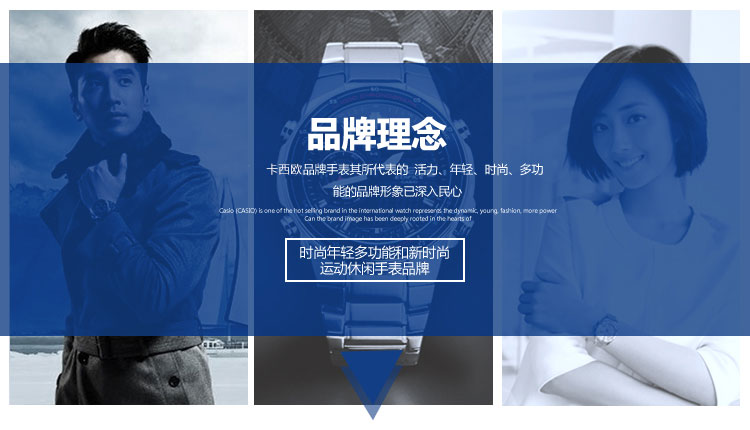 品牌理念
卡西欧品牌手表其所代表的 活力、年轻、时尚、多功
能的品牌形象已深入民心
Casio (CASIO) is one of the hot selling brand in the international watch represents the dynamic, young, fashion, more power
Can the brand image has been deeply rooted in the hearts of
时尚年轻多功能和新时尚
运动休闲手表品牌